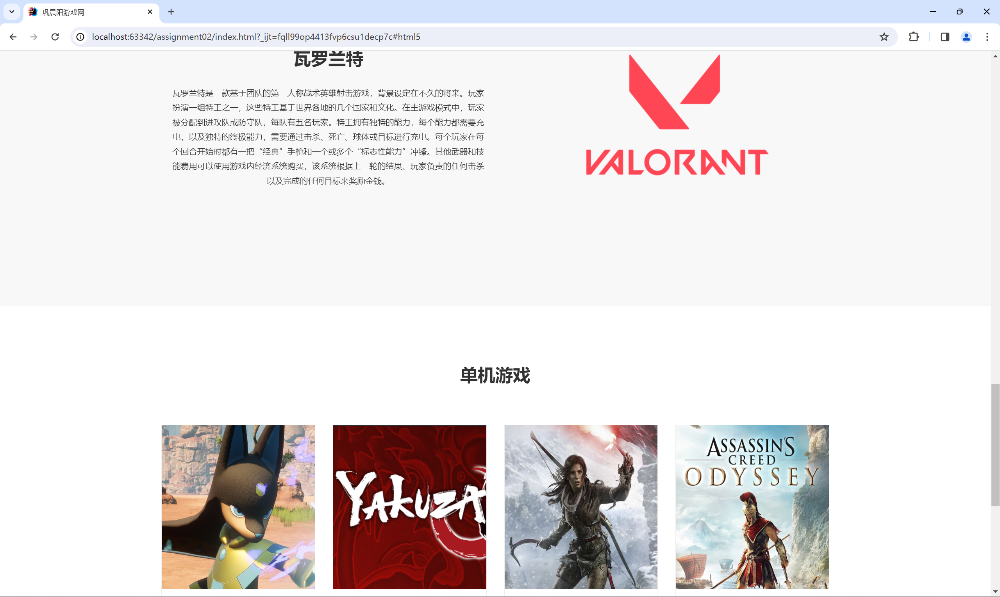 巩晨阳游戏网
localhost:63342/assignment02/index.html?_ijt=fqll99op4413fvp6csu1decp7c#html5
瓦罗兰特
瓦罗兰特是一款基于团队的第一人称战术英雄射击游戏，背景设定在不久的将来。玩家
扮演一组特工之一，这些特工基于世界各地的几个国家和文化。在主游戏模式中，玩家
被分配到进攻队或防守队，每队有五名玩家。特工拥有独特的能力，每个能力都需要充
电，以及独特的终极能力，需要通过击杀、死亡、球体或目标进行充电。每个玩家在每
个回合开始时都有一把“经典”手枪和一个或多个“标志性能力”冲锋。其他武器和技
能费用可以使用游戏内经济系统购买，该系统根据上一轮的结果、玩家负责的任何击杀
以及完成的任何目标来奖励金钱。
VALORANT
单机游戏
YAKUZA
ASSASSIN'S
CREED
ODYSSEY